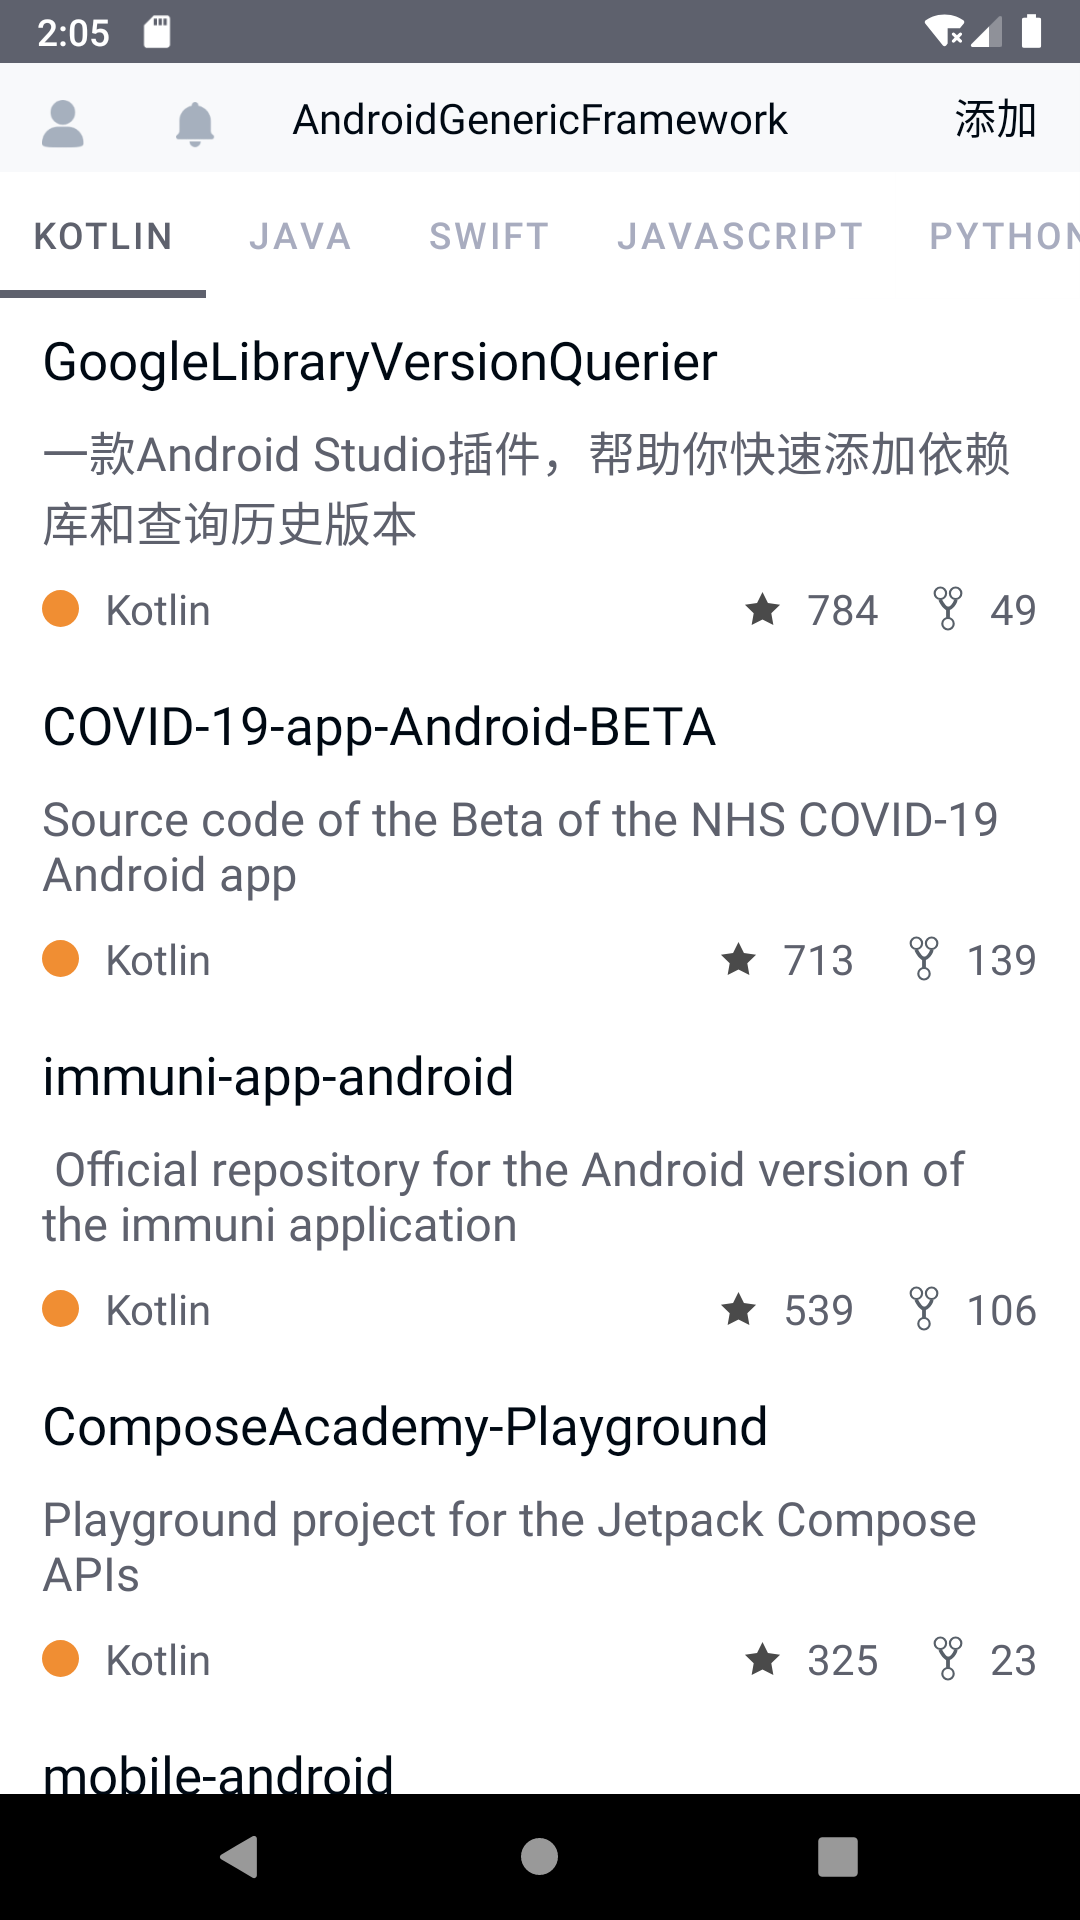 2:05
AndroidGenericFramework 添加
KOTLIN JAVA SWIFT JAVASCRIPT PYTHON
GoogleLibraryVersionQuerier
一款Android Studio插件，帮助你快速添加依赖
库和查询历史版本
Kotlin 784 49
COVID-19-app-Android-BETA
Source code of the Beta of the NHS COVID-19
Android app
Kotlin 713 139
immuni-app-android
Official repository for the Android version of
the immuni application
Kotlin 539 106
ComposeAcademy-Playground
Playground project for the Jetpack Compose
APIs
Kotlin 325 23
mobile-android